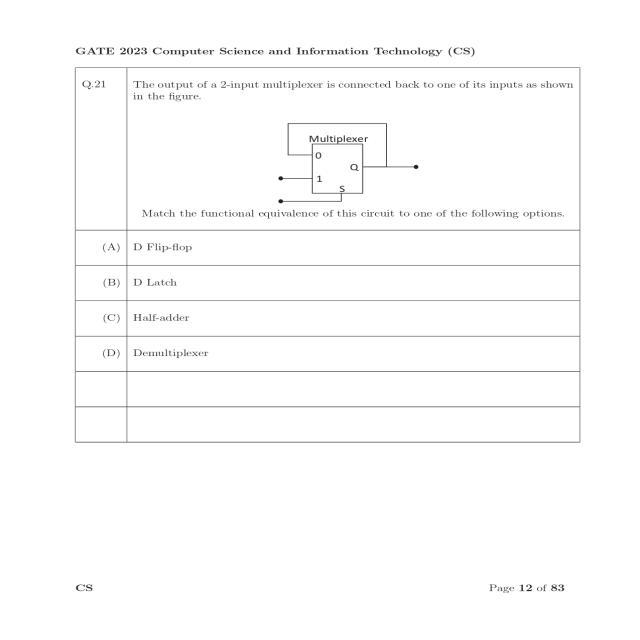 GATE 2023 Computer Science and Information Technology (CS)
Q.21
The output of a 2-input multiplexer is connected back to one of its inputs as shown
in the figure.
Multiplexer
0
Q
1
S
Match the functional equivalence of this circuit to one of the following options.
(A) D Flip-flop
(B) D Latch
(C) Half-adder
(D) Demultiplexer
CS
Page 12 of 83